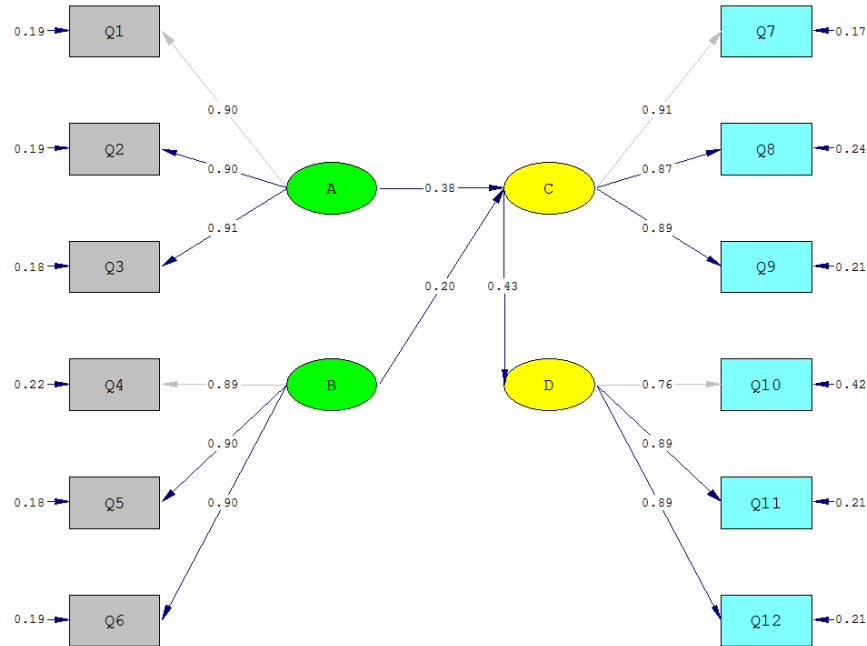 0.19 Q1 Q7 0.17
0.90 0.91
0.19 Q2 Q8 0.24
0.90 0.87
A 0.38 C
0.91 0.89
0.18 Q3 Q9 0.21
0.20 0.43
0.22 Q4 0.89 B D 0.76 Q10 0.42
0.90 0.89
0.18 Q5 0.90 0.89 Q11 0.21
0.19 Q6 Q12 0.21